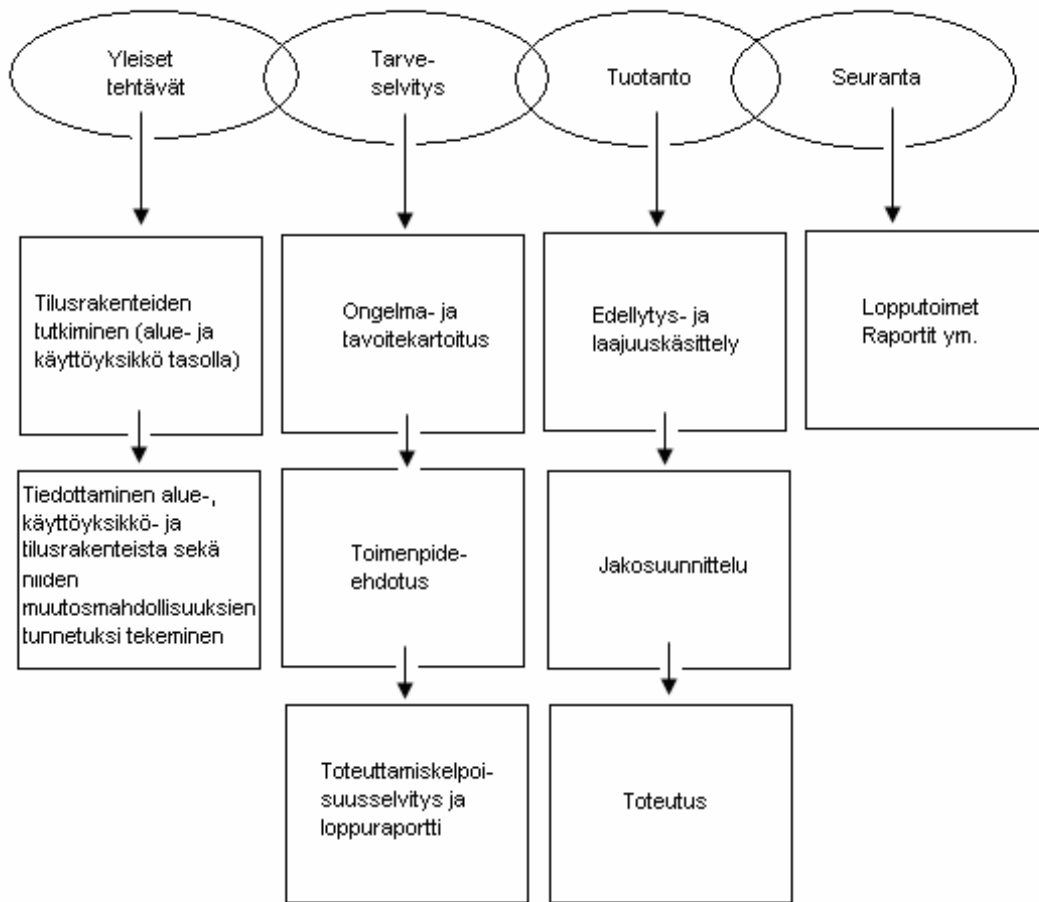 Yleiset
tehtävät
Tarve-
selvitys
Tuotanto
Seuranta
Tilusrakenteiden
tutkiminen (alue- ja
käyttöyksikkö tasolla)
Ongelma- ja
tavoitekartoitus
Edellytys- ja
laajuuskäsittely
Lopputoimet
Raportit ym.
Tiedottaminen alue-,
käyttöyksikkö- ja
tilusrakenteista sekä
niiden
muutosmahdollisuuksien
tunnetuksi tekeminen
Toimenpide-
ehdotus
Jakosuunnittelu
Toteuttamiskelpoi-
suusselvitys ja
loppuraportti
Toteutus